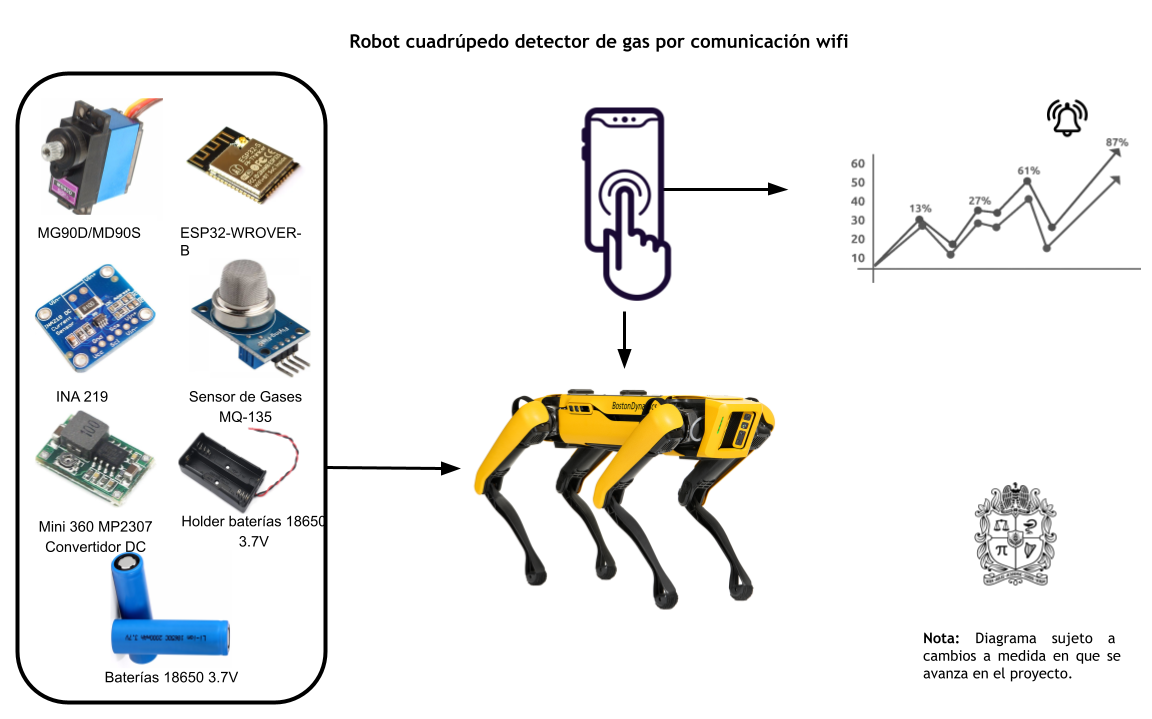 Robot cuadrúpedo detector de gas por comunicación wifi
MG90D/MD90S
ESP32-WROVER-
B
INA 219
Sensor de Gases
MQ-135
Mini 360 MP2307
Convertidor DC
Holder baterías 18650
3.7V
Baterías 18650 3.7V
100
BostonDyna
60
50
40
30
20
10
13%
27%
61%
87%
π
Nota: Diagrama sujeto a
cambios a medida en que se
avanza en el proyecto.